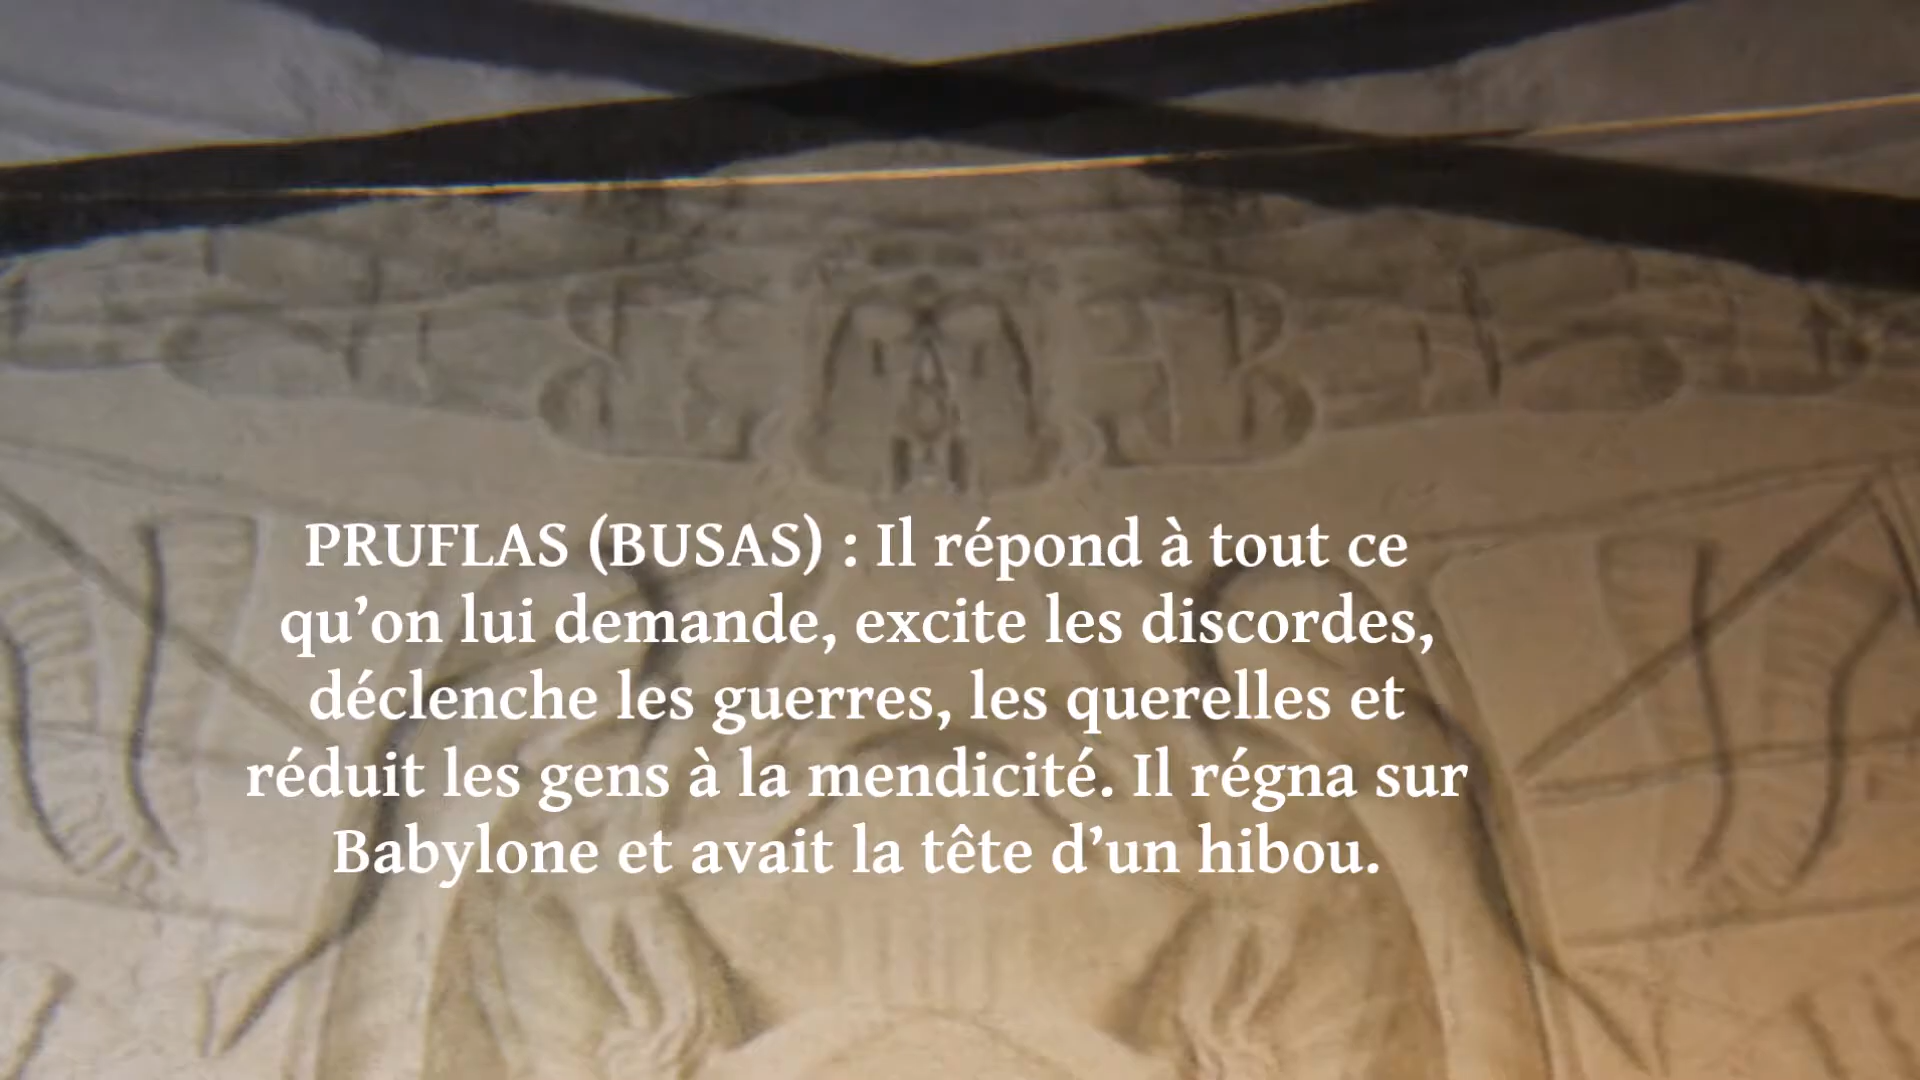 PRUFLAS (BUSAS) : Il répond à tout ce
qu’on lui demande, excite les discordes,
déclenche les guerres, les querelles et
réduit les gens à la mendicité. Il régna sur
Babylone et avait la tête d’un hibou.